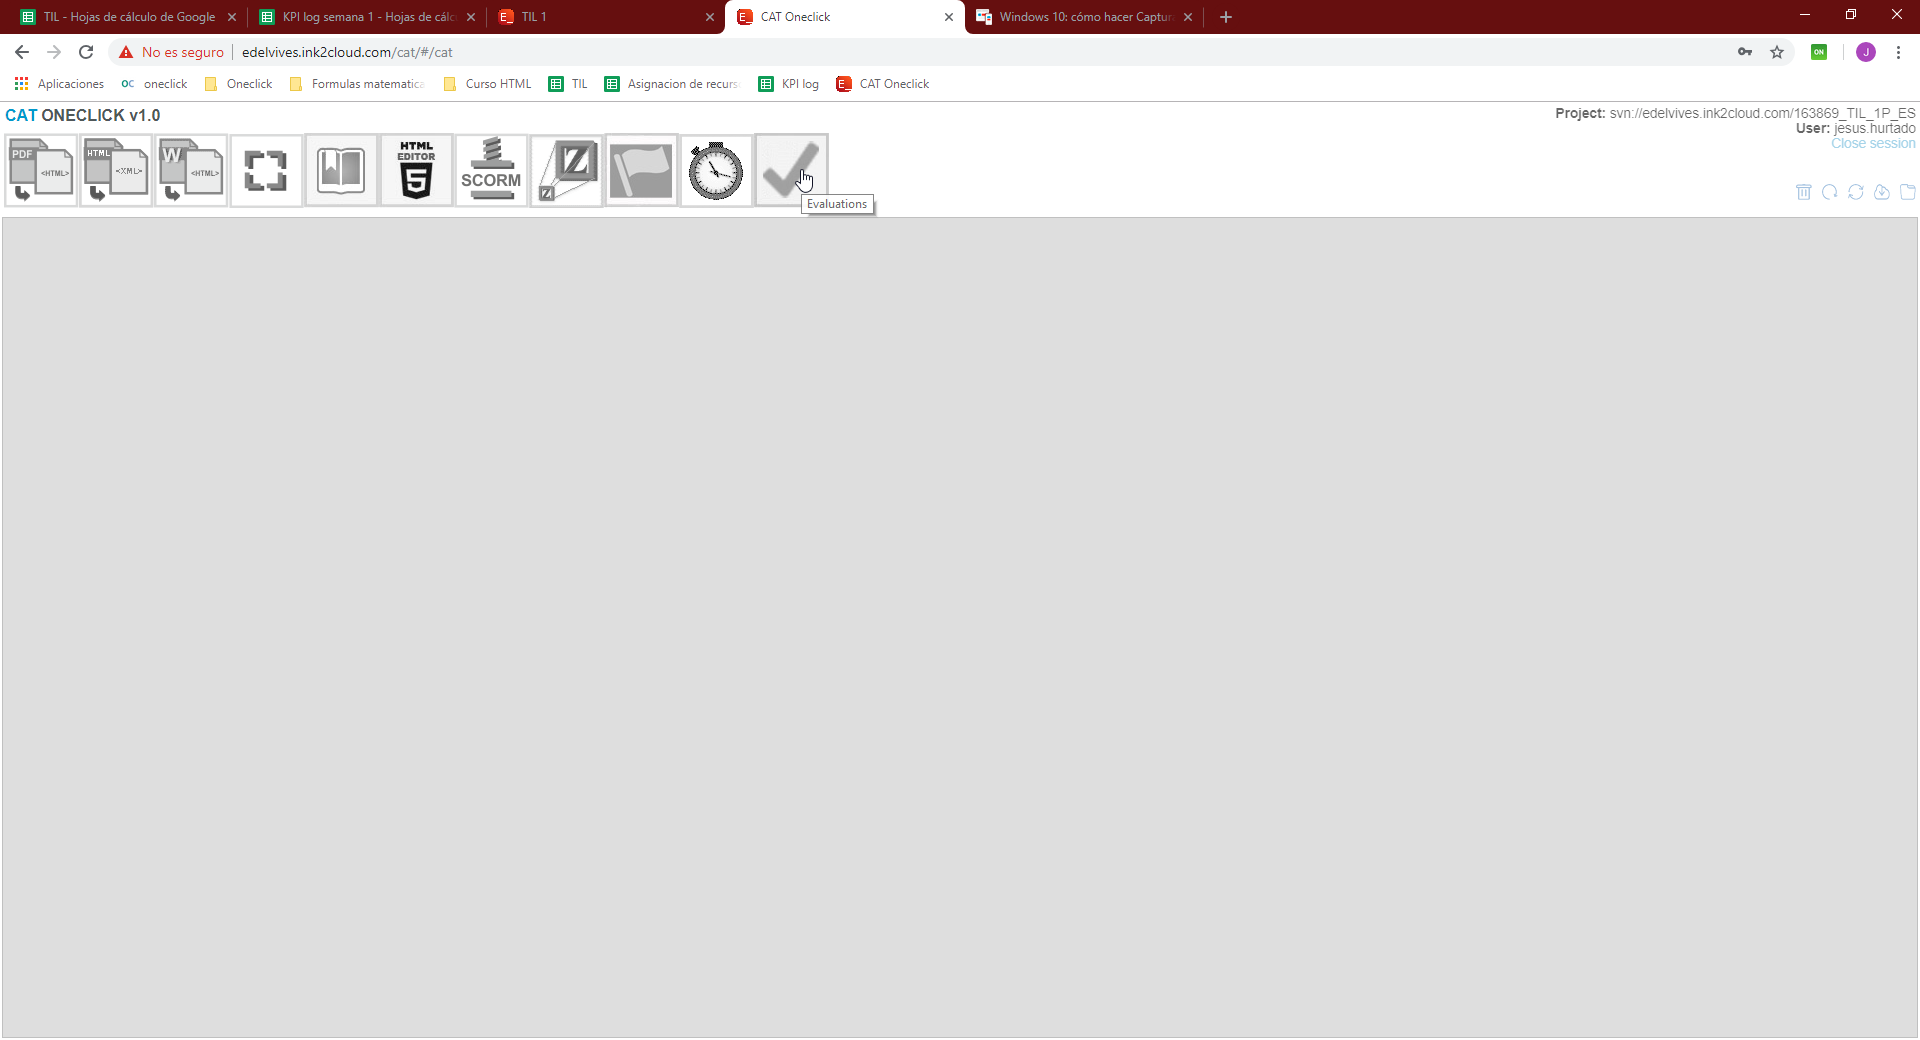 TIL - Hojas de cálculo de Google
KPI log semana 1 - Hojas de cálc
TIL 1
CAT Oneclick
Windows 10: cómo hacer Captur
No es seguro
edelvives.ink2cloud.com/cat/#/cat
ON
J
Aplicaciones
oc oneclick
Oneclick
Formulas matematica
Curso HTML
TIL
Asignacion de recurs
KPI log
CAT Oneclick
CAT ONECLICK v1.0
Project: svn://edelvives.ink2cloud.com/163869_TIL_1P_ES
User: jesus.hurtado
Close session
PDF <HTML>
HTML <XML>
W <HTML>
HTML
EDITOR
5
SCORM
Z
Z
Evaluations